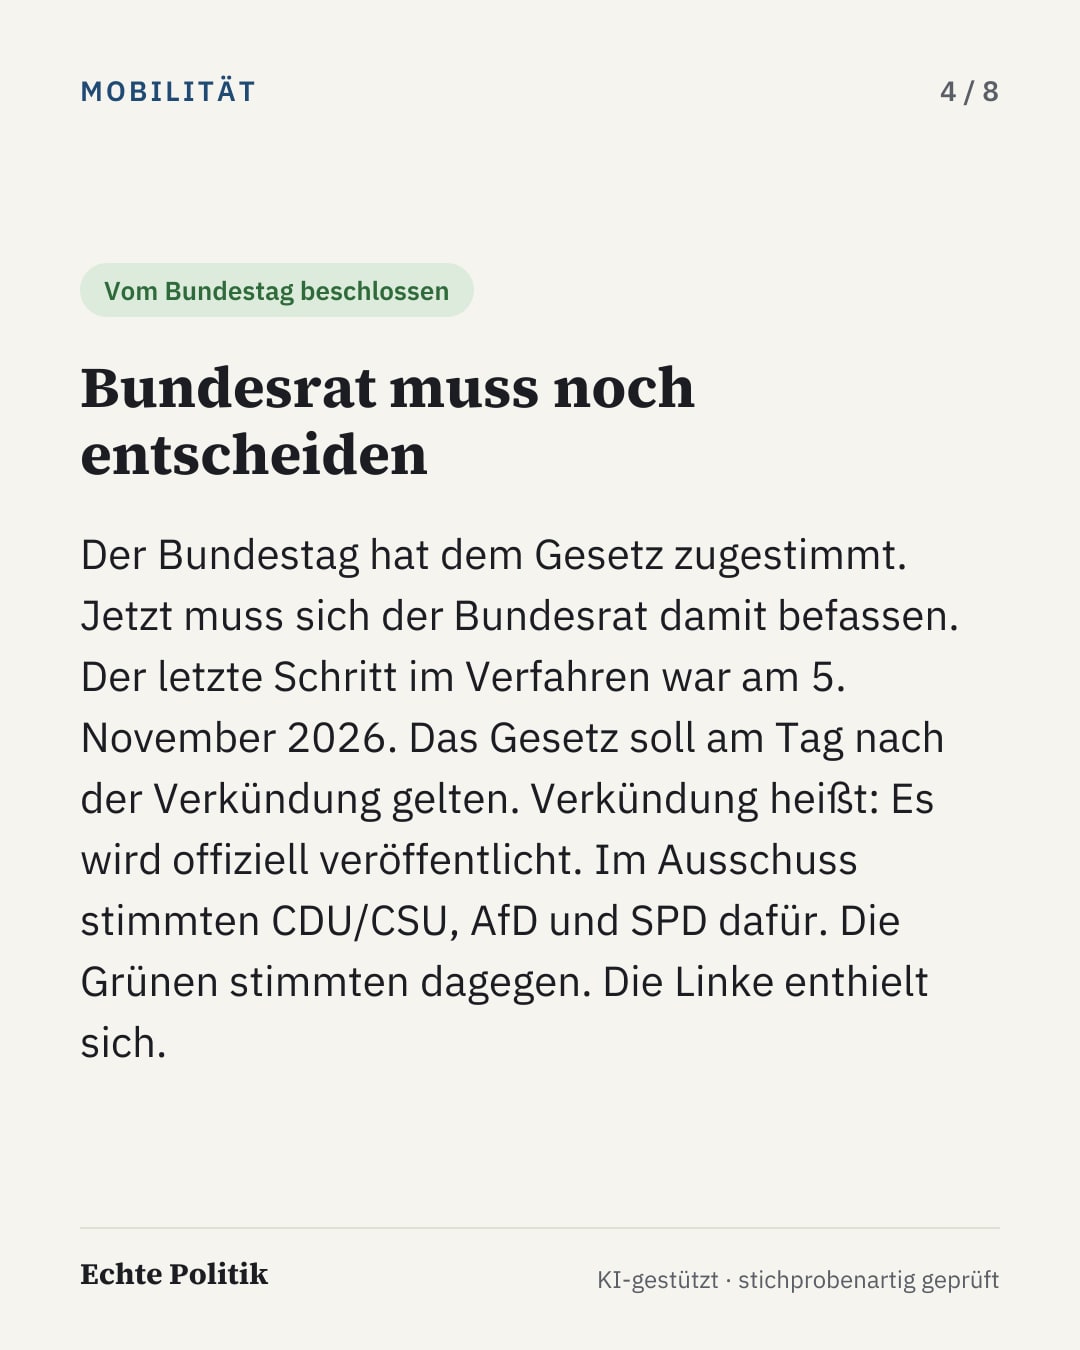 MOBILITÄT
4 / 8
Vom Bundestag beschlossen
Bundesrat muss noch
entscheiden
Der Bundestag hat dem Gesetz zugestimmt.
Jetzt muss sich der Bundesrat damit befassen.
Der letzte Schritt im Verfahren war am 5.
November 2026. Das Gesetz soll am Tag nach
der Verkündung gelten. Verkündung heißt: Es
wird offiziell veröffentlicht. Im Ausschuss
stimmten CDU/CSU, AfD und SPD dafür. Die
Grünen stimmten dagegen. Die Linke enthielt
sich.
Echte Politik
KI-gestützt · stichprobenartig geprüft